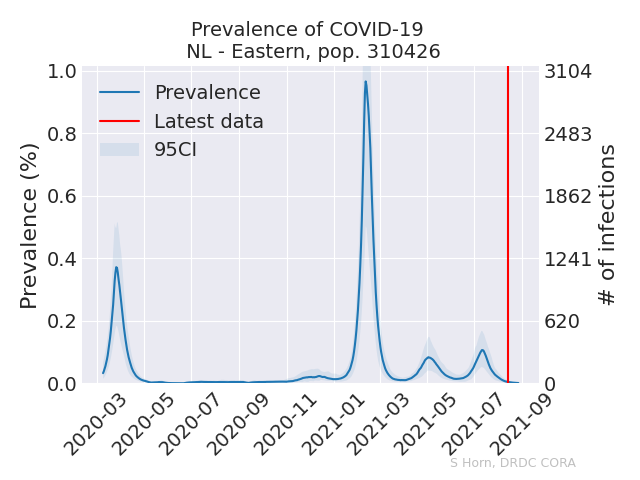 Prevalence of COVID-19
NL - Eastern, pop. 310426
Prevalence
Latest data
95CI
Prevalence (%)
1.0
0.8
0.6
0.4
0.2
0.0
3104
2483
1862
1241
620
0
# of infections
2020-03
2020-05
2020-07
2020-09
2020-11
2021-01
2021-03
2021-05
2021-07
2021-09
S Horn, DRDC CORA